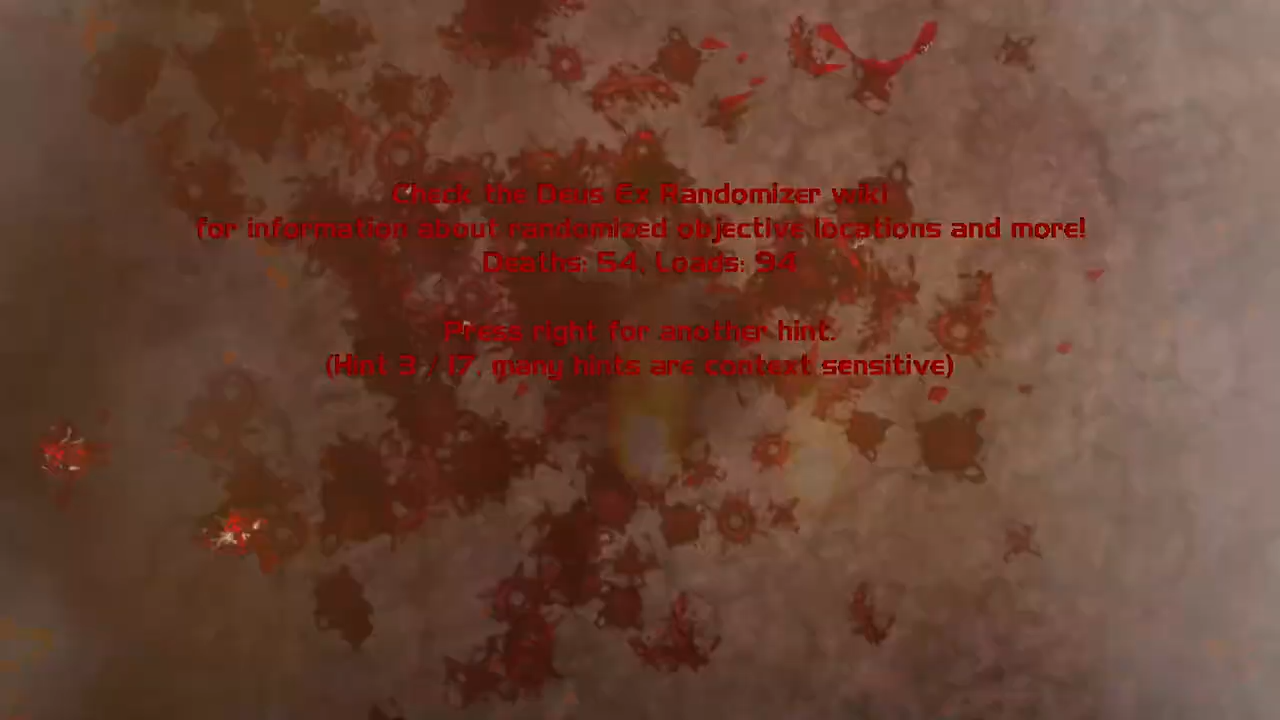 Check the Deus Ex Randomizer wiki
for information about randomized objective locations and more!
Deaths: 54, Loads: 94
Press right for another hint.
(Hint 3 / 17, many hints are context sensitive)